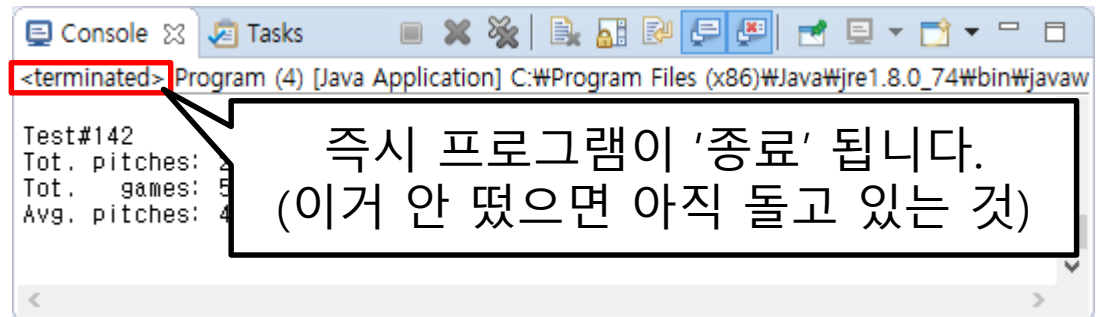 Console Tasks
<terminated> Program (4) [Java Application] C:₩Program Files (x86)₩Java₩jre1.8.0_74₩bin₩javaw
Test#142
Tot. pitches:
Tot. games: 5
Avg. pitches: 4
즉시 프로그램이 ‘종료’ 됩니다.
(이거 안 떴으면 아직 돌고 있는 것)